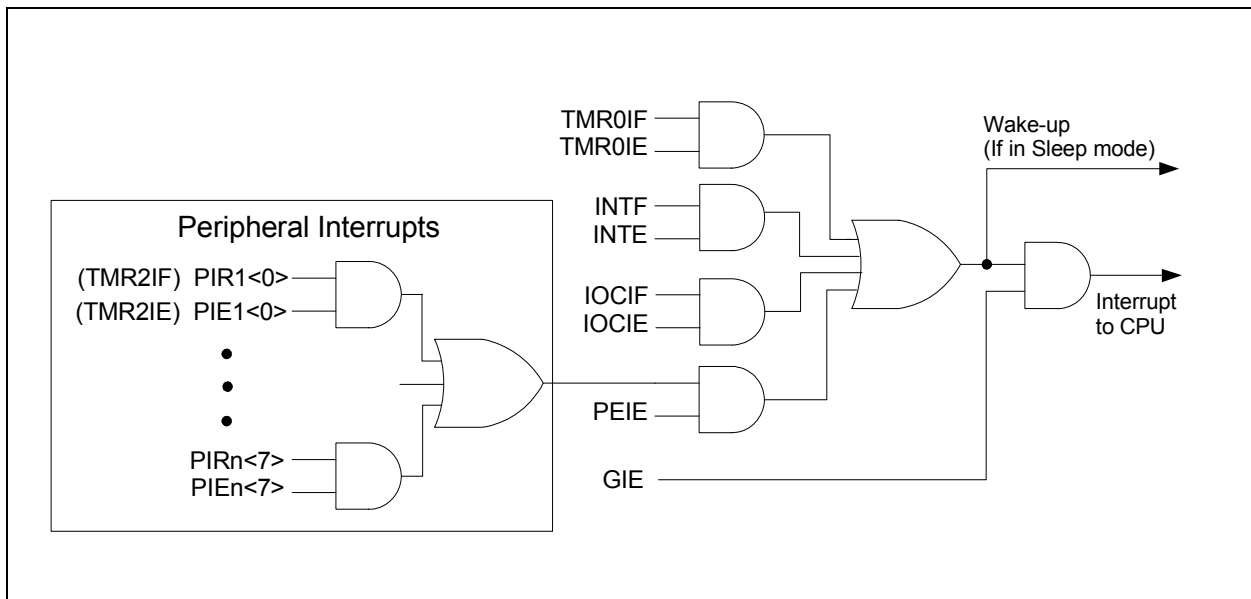 TMR0IF
TMR0IE
Wake-up
(If in Sleep mode)
Peripheral Interrupts
INTF
INTE
(TMR2IF) PIR1<0>
(TMR2IE) PIE1<0>
IOCIF
IOCIE
Interrupt
to CPU
PEIE
PIRn<7>
PIEn<7>
GIE